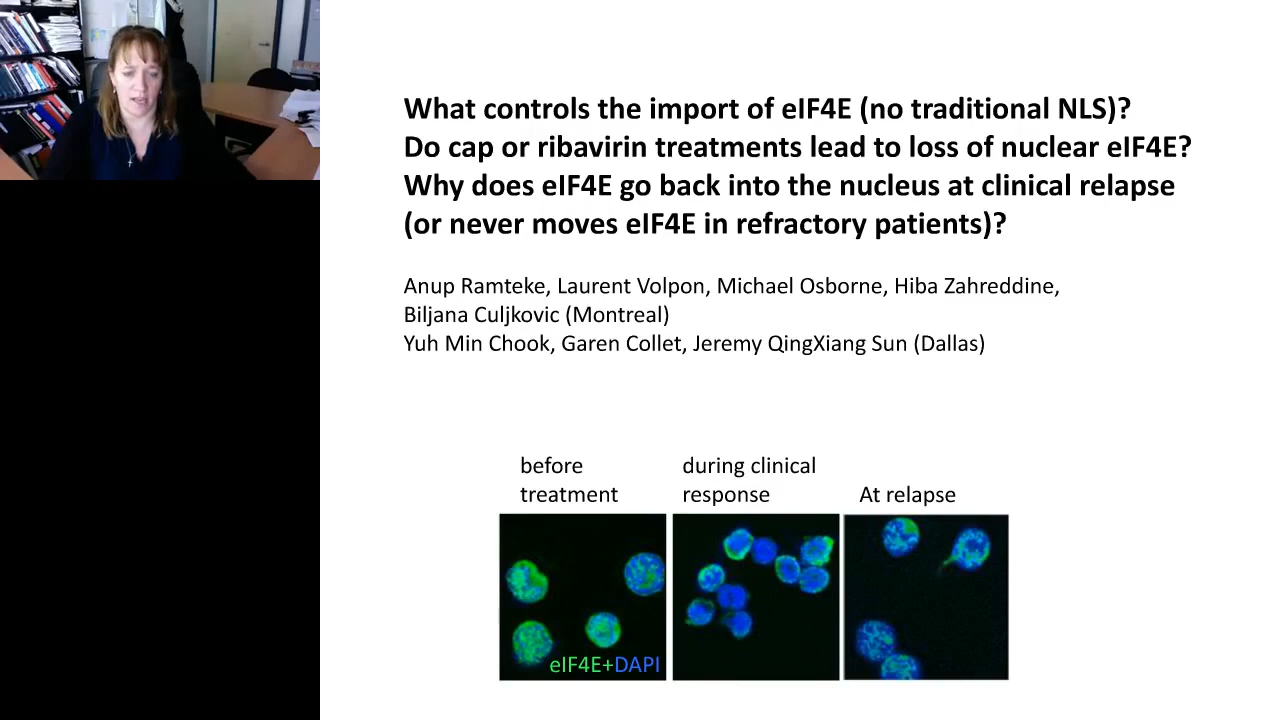 What controls the import of eIF4E (no traditional NLS)?
Do cap or ribavirin treatments lead to loss of nuclear eIF4E?
Why does eIF4E go back into the nucleus at clinical relapse
(or never moves eIF4E in refractory patients)?
Anup Ramteke, Laurent Volpon, Michael Osborne, Hiba Zahreddine,
Biljana Culjkovic (Montreal)
Yuh Min Chook, Garen Collet, Jeremy QingXiang Sun (Dallas)
before
treatment
during clinical
response
At relapse
eIF4E+DAPI